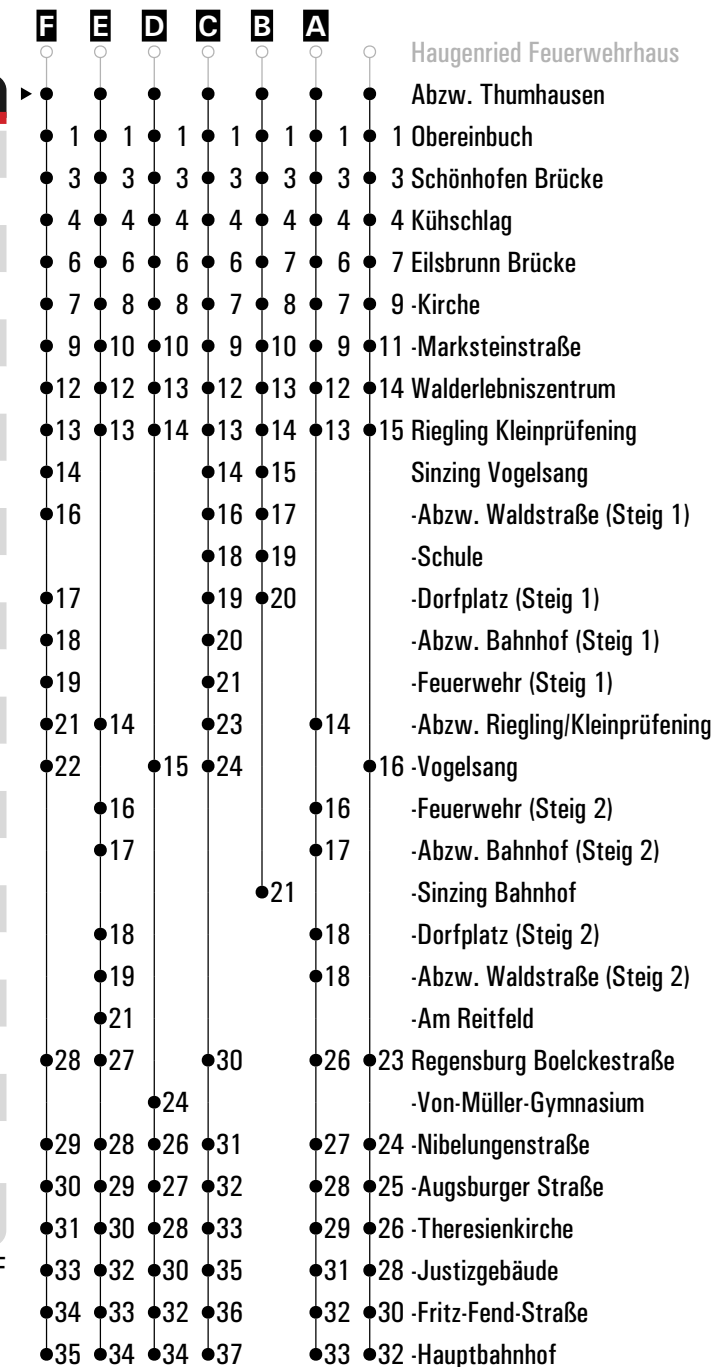 F E D C B A
Haugenried Feuerwehrhaus
Abzw. Thumhausen
1 1 1 1 1 1 1 Obereinbuch
3 3 3 3 3 3 3 Schönhofen Brücke
4 4 4 4 4 4 4 Kühschlag
6 6 6 6 7 6 7 Eilsbrunn Brücke
7 8 8 7 8 7 9 -Kirche
9 10 10 9 10 9 11 -Marksteinstraße
12 12 13 12 13 12 14 Walderlebniszentrum
13 13 14 13 14 13 15 Riegling Kleinprüfening
14 14 15 Sinzing Vogelsang
16 16 17 -Abzw. Waldstraße (Steig 1)
18 19 -Schule
17 19 20 -Dorfplatz (Steig 1)
18 20 -Abzw. Bahnhof (Steig 1)
19 21 -Feuerwehr (Steig 1)
21 14 23 14 -Abzw. Riegling/Kleinprüfening
22 15 24 16 -Vogelsang
16 16 -Feuerwehr (Steig 2)
17 17 -Abzw. Bahnhof (Steig 2)
21 -Sinzing Bahnhof
18 18 -Dorfplatz (Steig 2)
19 18 -Abzw. Waldstraße (Steig 2)
21 -Am Reitfeld
28 27 30 26 23 Regensburg Boelckestraße
24 -Von-Müller-Gymnasium
29 28 26 31 27 24 -Nibelungenstraße
30 29 27 32 28 25 -Augsburger Straße
31 30 28 33 29 26 -Theresienkirche
33 32 30 35 31 28 -Justizgebäude
34 33 32 36 32 30 -Fritz-Fend-Straße
35 34 34 37 33 32 -Hauptbahnhof